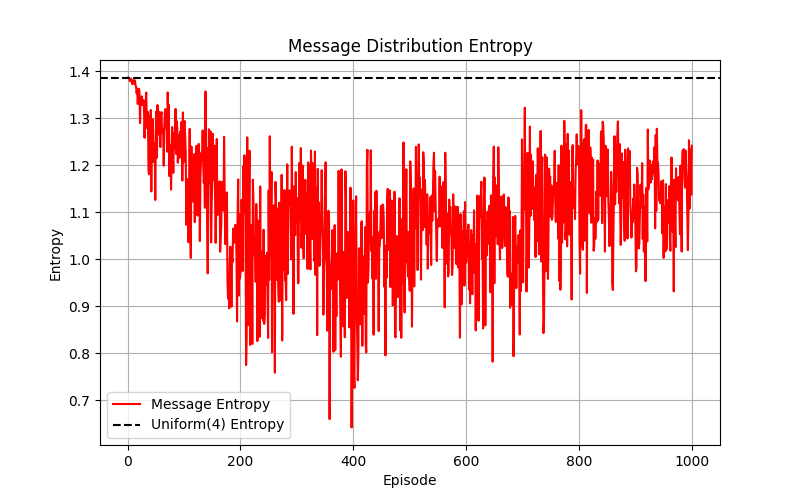 Message Distribution Entropy
1.4
1.3
1.2
1.1
1.0
0.9
0.8
0.7
Entropy
Message Entropy
Uniform(4) Entropy
0 200 400 600 800 1000
Episode